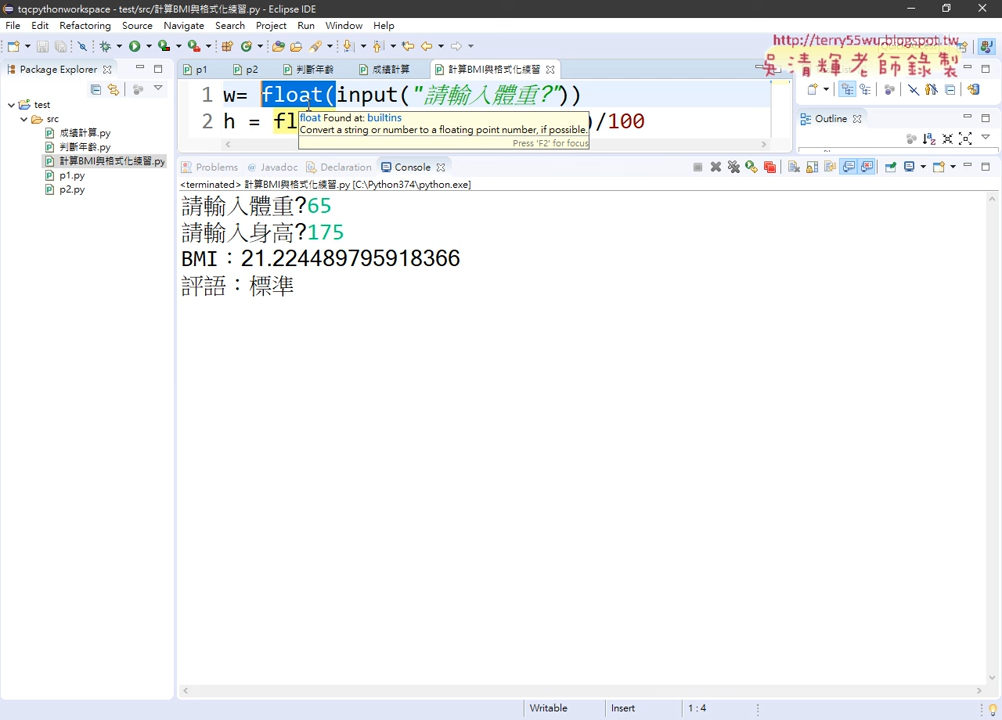 tqcpythonworkspace - test/src/計算BMI與格式化練習.py - Eclipse IDE
File Edit Refactoring Source Navigate Search Project Run Window Help
http://terry55wu.blogspot.tw
吳清輝老師錄製
Package Explorer
p1 p2 判斷年齡 成績計算 計算BMI與格式化練習
test
src
成績計算.py
判斷年齡.py
計算BMI與格式化練習.py
p1.py
p2.py
1 w= float(input("請輸入體重?"))
2 h = fl )/100
float Found at: builtins
Convert a string or number to a floating point number, if possible.
Press 'F2' for focus
Outline
Problems Javadoc Declaration Console
<terminated> 計算BMI與格式化練習.py [C:\Python374\python.exe]
請輸入體重?65
請輸入身高?175
BMI：21.224489795918366
評語：標準
Writable Insert 1 : 4